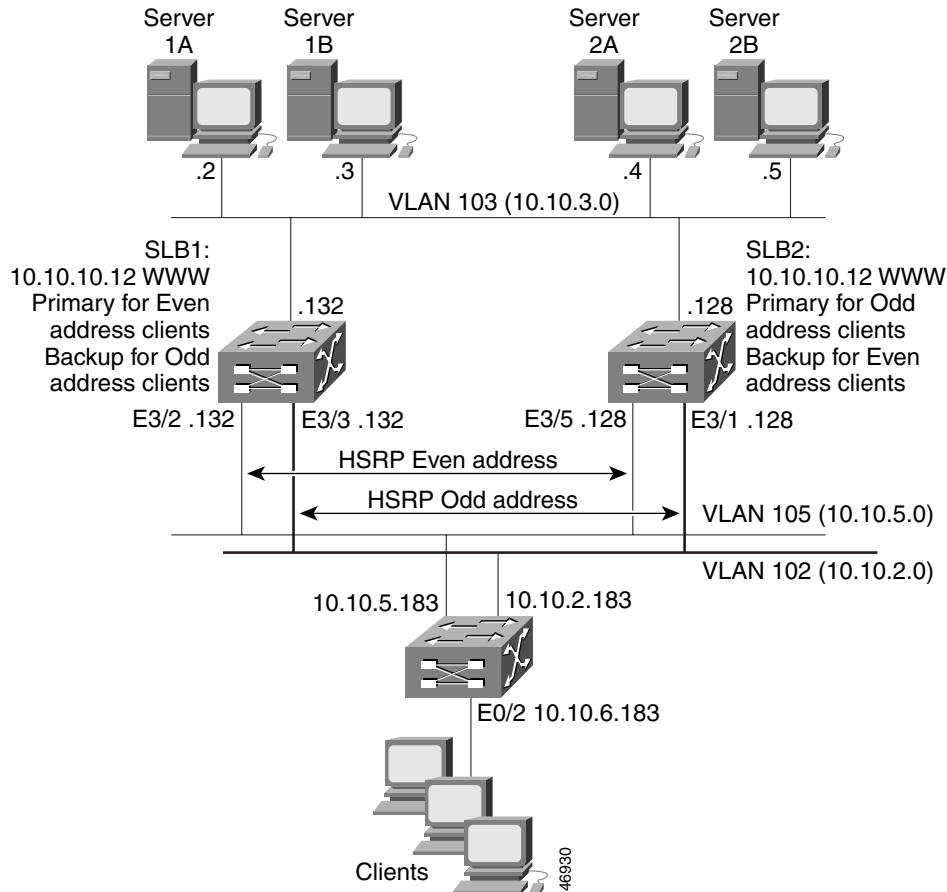 Server
1A
Server
1B
Server
2A
Server
2B
.2
.3
.4
.5
VLAN 103 (10.10.3.0)
SLB1:
10.10.10.12 WWW
Primary for Even
address clients
Backup for Odd
address clients
.132
SLB2:
10.10.10.12 WWW
Primary for Odd
address clients
Backup for Even
address clients
.128
E3/2 .132
E3/3 .132
E3/5 .128
E3/1 .128
HSRP Even address
HSRP Odd address
VLAN 105 (10.10.5.0)
VLAN 102 (10.10.2.0)
10.10.5.183
10.10.2.183
E0/2 10.10.6.183
Clients
46930